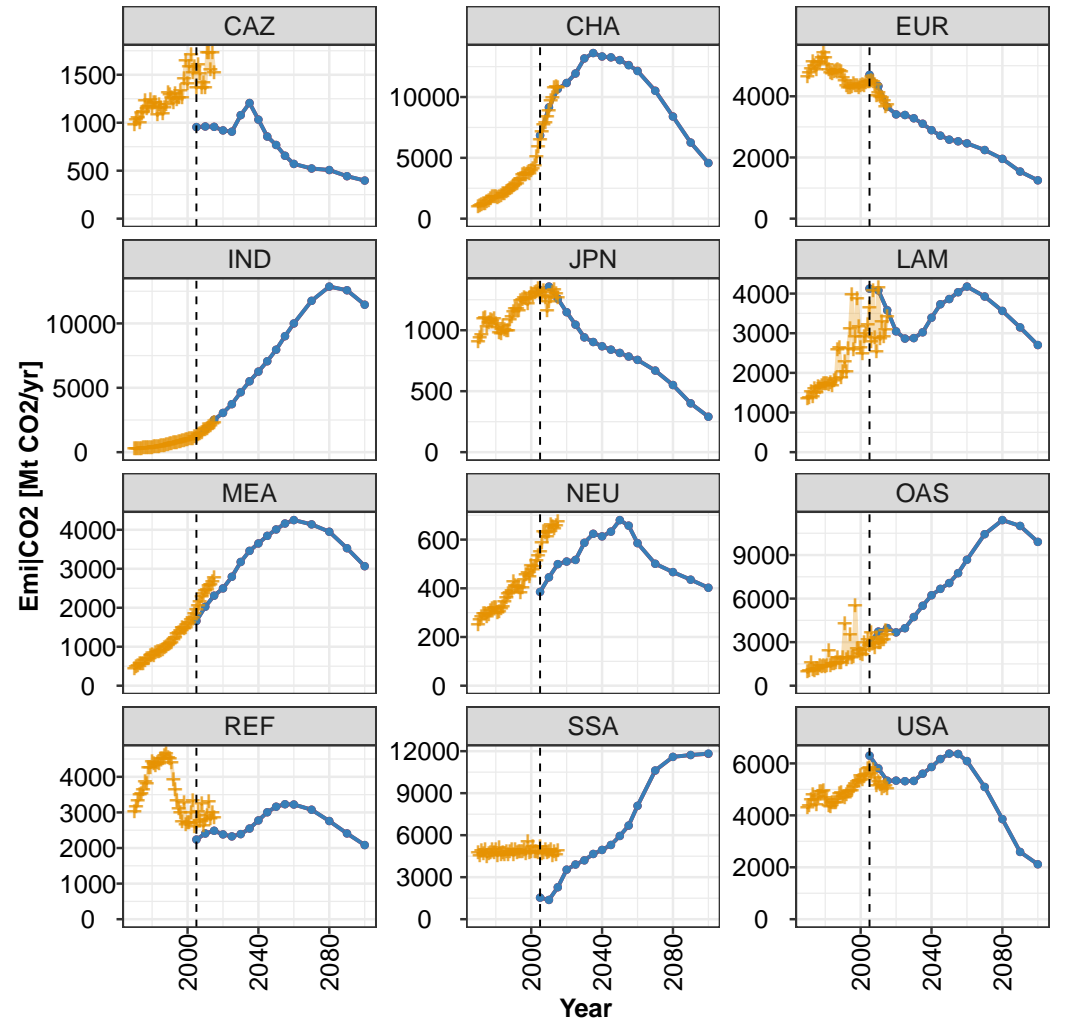 CAZ CHA EUR
1500 10000 4000
1000 5000 2000
500 0 0
0
IND JPN LAM
10000 1000 4000
5000 500 3000
0 0 2000
1000
0
MEA NEU OAS
4000 600 9000
3000 400 6000
2000 200 3000
1000 0 0
0
REF SSA USA
4000 12000 6000
3000 9000 4000
2000 6000 2000
1000 3000 0
0 0
2000 2040 2080 2000 2040 2080 2000 2040 2080
Year
Emi|CO2 [Mt CO2/yr]